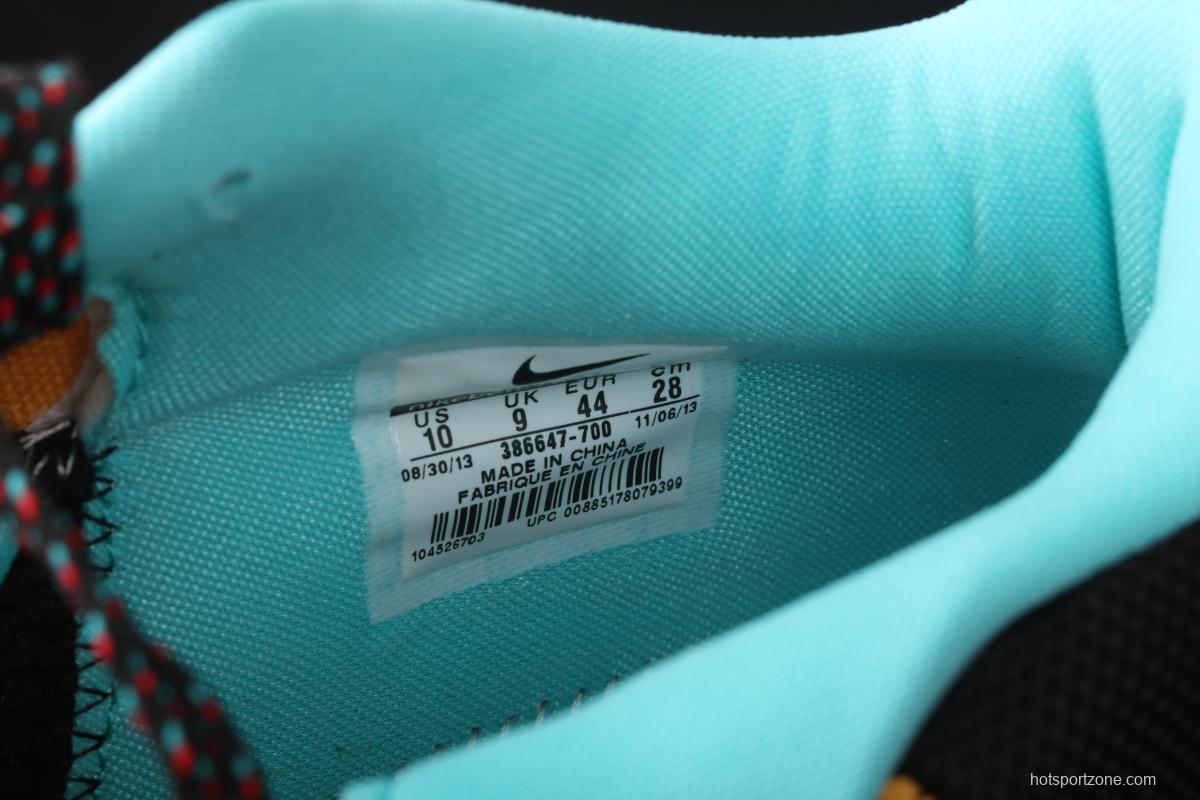 US UK EUR cm
10 9 44 28
08/30/13 386647-700 11/06/13
MADE IN CHINA
FABRIQUE EN CHINE
UPC 00885178079399
104526703
hotsportzone.com